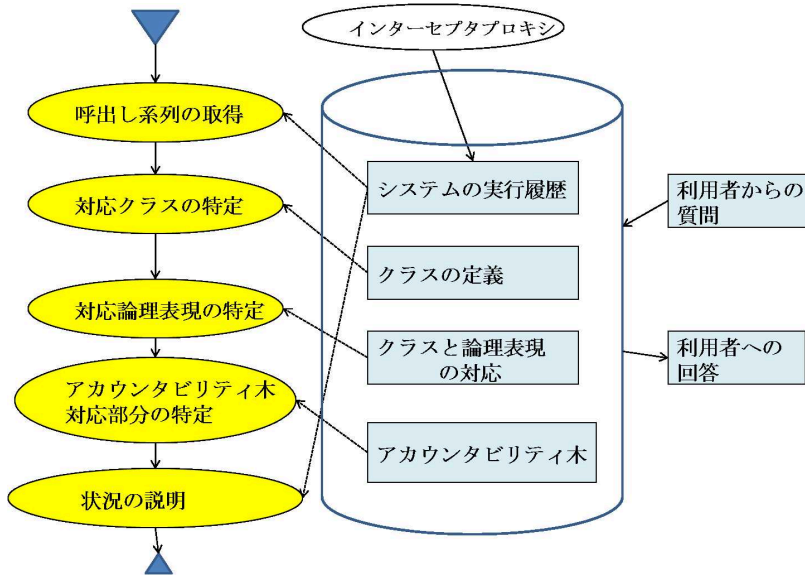 インターセプタプロキシ
呼出し系列の取得
対応クラスの特定
対応論理表現の特定
アカウンタビリティ木
対応部分の特定
状況の説明
システムの実行履歴
クラスの定義
クラスと論理表現
の対応
アカウンタビリティ木
利用者からの
質問
利用者への
回答